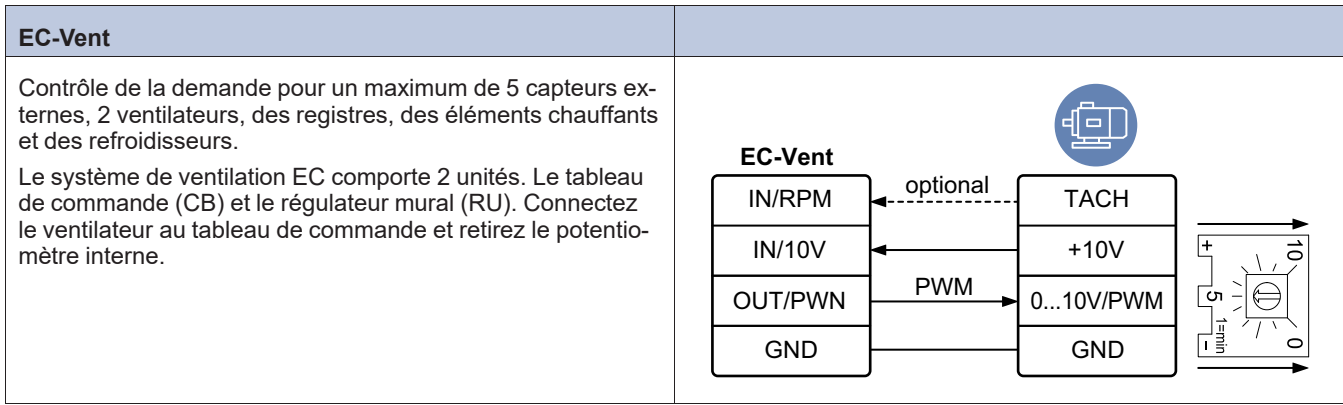 EC-Vent
Contrôle de la demande pour un maximum de 5 capteurs ex-
ternes, 2 ventilateurs, des registres, des éléments chauffants
et des refroidisseurs.
Le système de ventilation EC comporte 2 unités. Le tableau
de commande (CB) et le régulateur mural (RU). Connectez
le ventilateur au tableau de commande et retirez le potentio-
mètre interne.
EC-Vent
IN/RPM
optional
TACH
IN/10V
+10V
OUT/PWN
PWM
0...10V/PWM
GND
GND
+
10
5
1=min
-
0